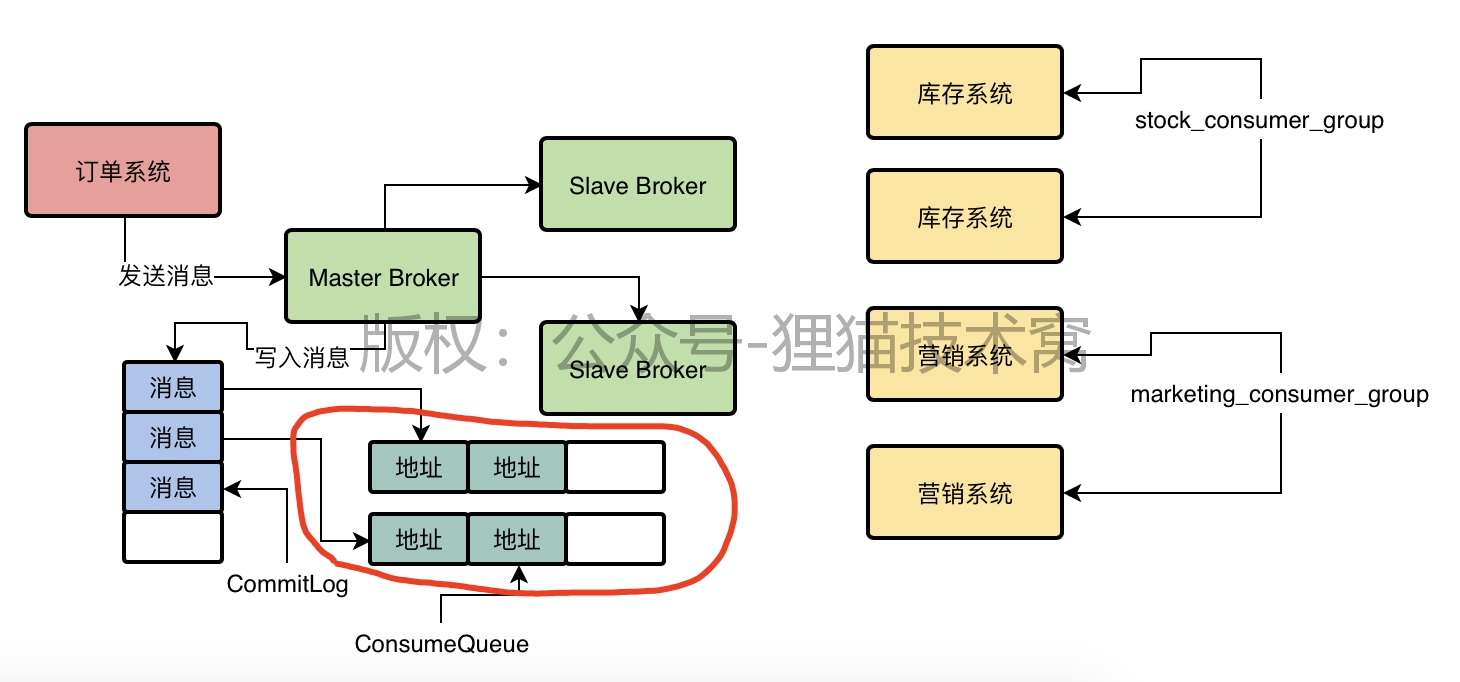 库存系统
stock_consumer_group
订单系统
Slave Broker
库存系统
发送消息
Master Broker
版权：公众号-狸猫技术窝
写入消息
Slave Broker
营销系统
消息
marketing_consumer_group
消息
地址 地址
消息
营销系统
地址 地址
CommitLog
ConsumeQueue